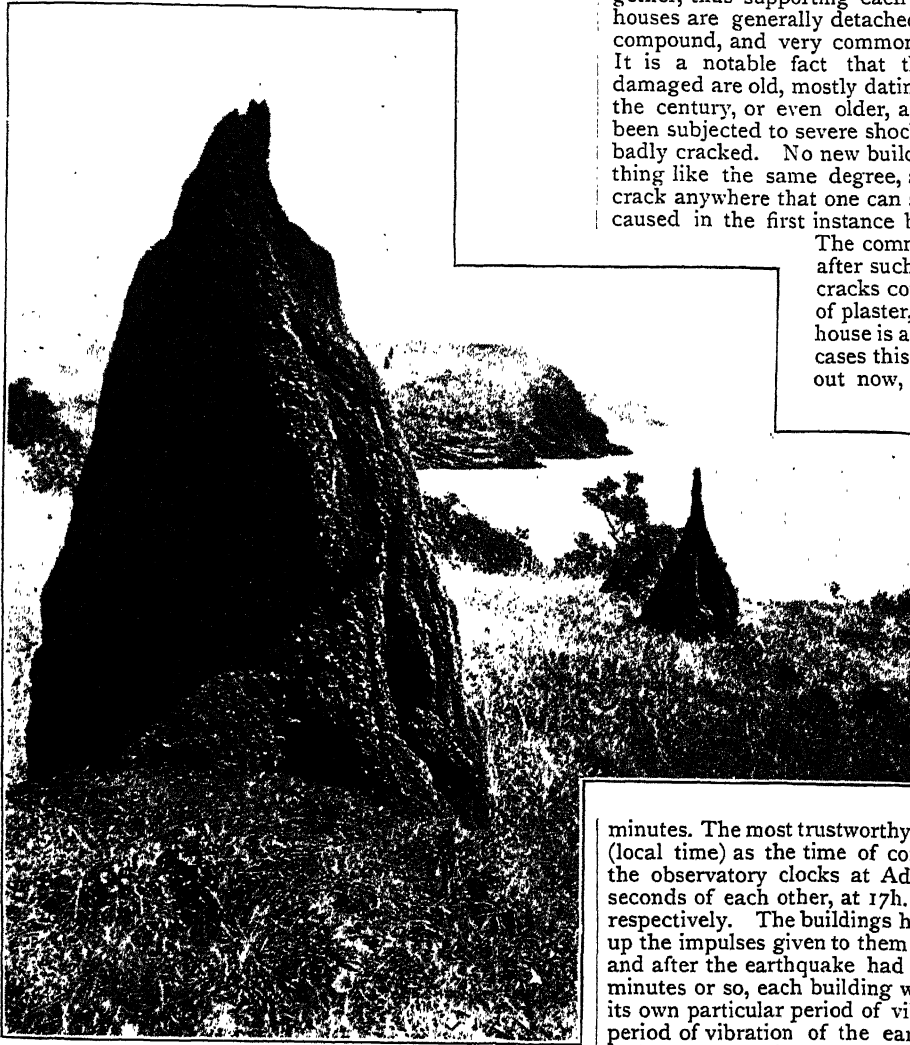 gether, thus supporting each
houses are generally detached
compound, and very common
It is a notable fact that th
damaged are old, mostly datin
the century, or even older, a
been subjected to severe shoc
badly cracked. No new build
thing like the same degree,
crack anywhere that one can
caused in the first instance b
The comm
after such
cracks co
of plaster,
house is a
cases this
out now,
minutes. The most trustworthy
(local time) as the time of co
the observatory clocks at Ad
seconds of each other, at 17h.
respectively. The buildings h
up the impulses given to them
and after the earthquake had
minutes or so, each building w
its own particular period of vi
period of vibration of the ear